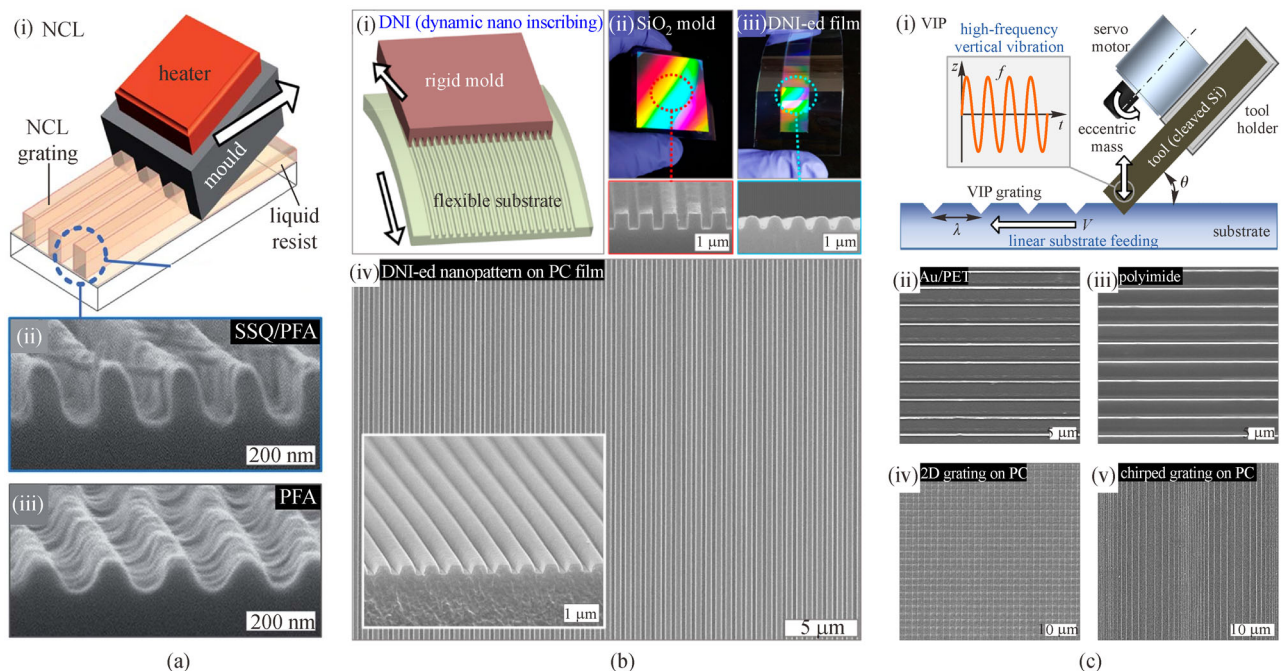 (i) NCL
heater
NCL
grating
mould
liquid
resist
(ii)
SSQ/PFA
200 nm
(iii)
PFA
200 nm
(a)
(i)
DNI (dynamic nano inscribing)
rigid mold
flexible substrate
(ii)
SiO₂ mold
1 μm
(iii)
DNI-ed film
1 μm
(iv)
DNI-ed nanopattern on PC film
1 μm
5 μm
(b)
(i) VIP
high-frequency
vertical vibration
z
f
t
servo
motor
eccentric
mass
tool (cleaved Si)
tool
holder
θ
VIP grating
λ
V
linear substrate feeding
substrate
(ii)
Au/PET
5 μm
(iii)
polyimide
5 μm
(iv)
2D grating on PC
10 μm
(v)
chirped grating on PC
10 μm
(c)